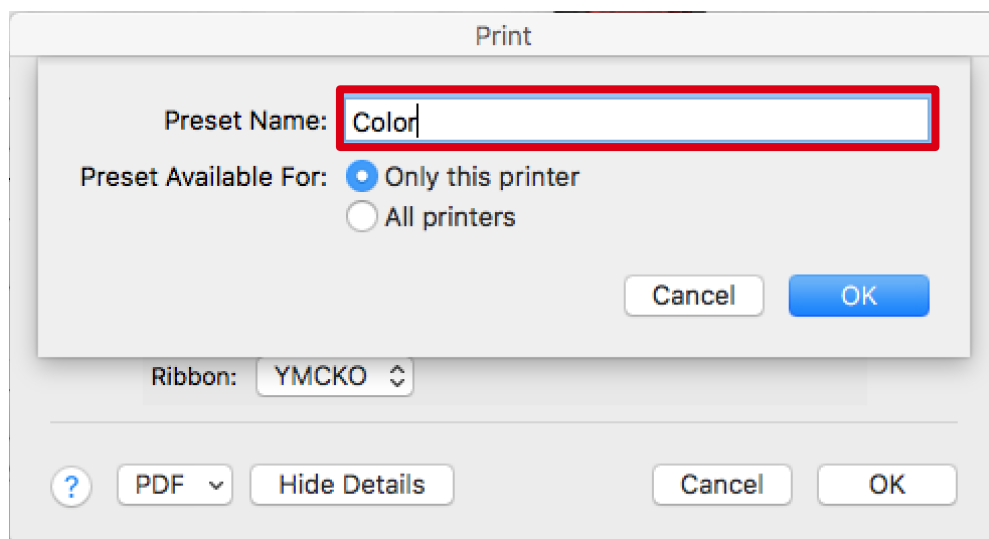 Print
Preset Name: Color
Preset Available For: Only this printer
All printers
Cancel OK
Ribbon: YMCKO
? PDF Hide Details Cancel OK